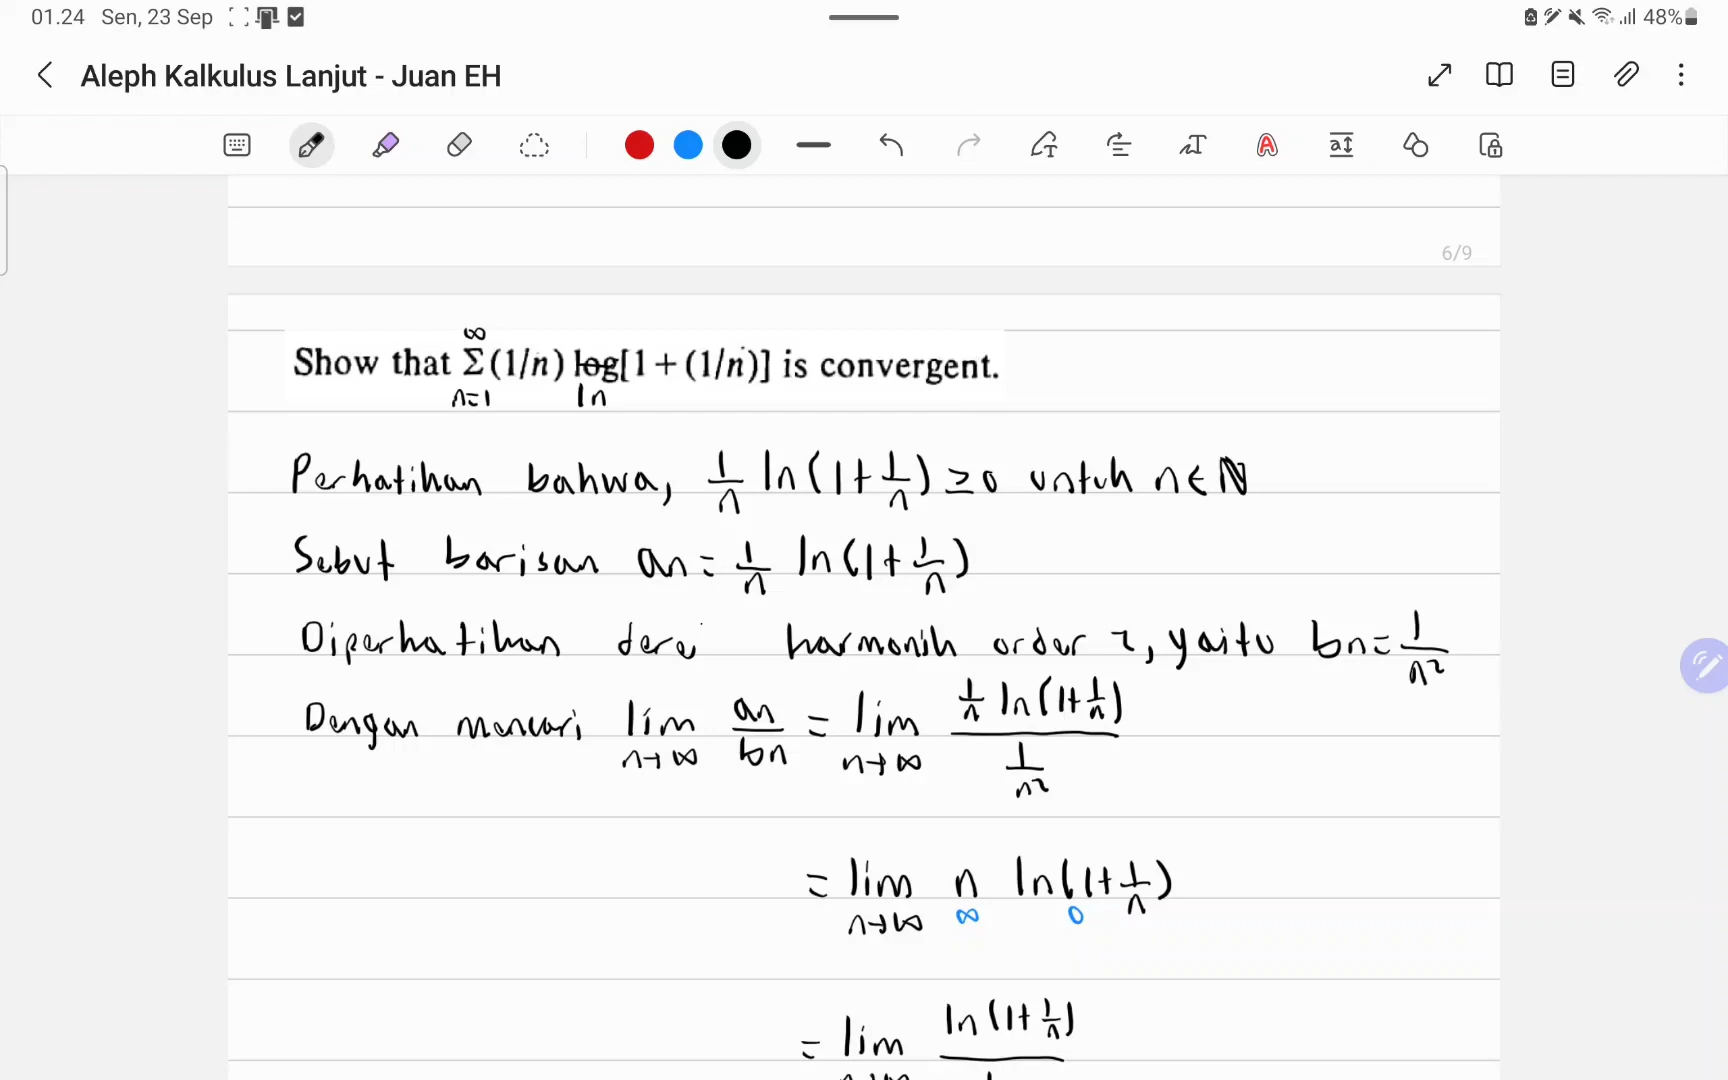 01.24 Sen, 23 Sep 48%
Aleph Kalkulus Lanjut - Juan EH
6/9
∞
Show that Σ(1/n) log[1+(1/n)] is convergent.
n=1 ln
Perhatikan bahwa, 1/n ln(1+1/n) ≥ 0 untuk n ∈ ℕ
Sebut barisan an = 1/n ln(1+1/n)
Diperhatikan deret harmonik order 2, yaitu bn = 1/n²
Dengan mencari lim n→∞ an/bn = lim n→∞ (1/n ln(1+1/n))/(1/n²)
= lim n→∞ n ln(1+1/n)
∞ 0
= lim ln(1+1/n)